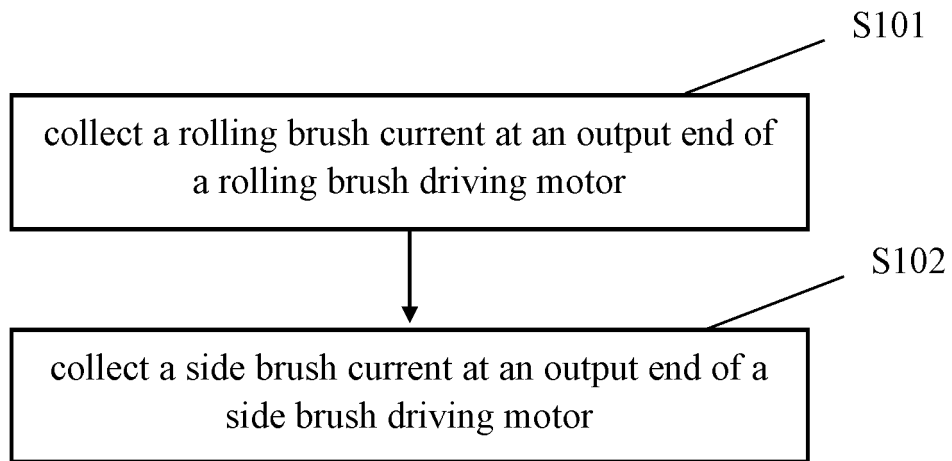 S101
collect a rolling brush current at an output end of
a rolling brush driving motor
S102
collect a side brush current at an output end of a
side brush driving motor